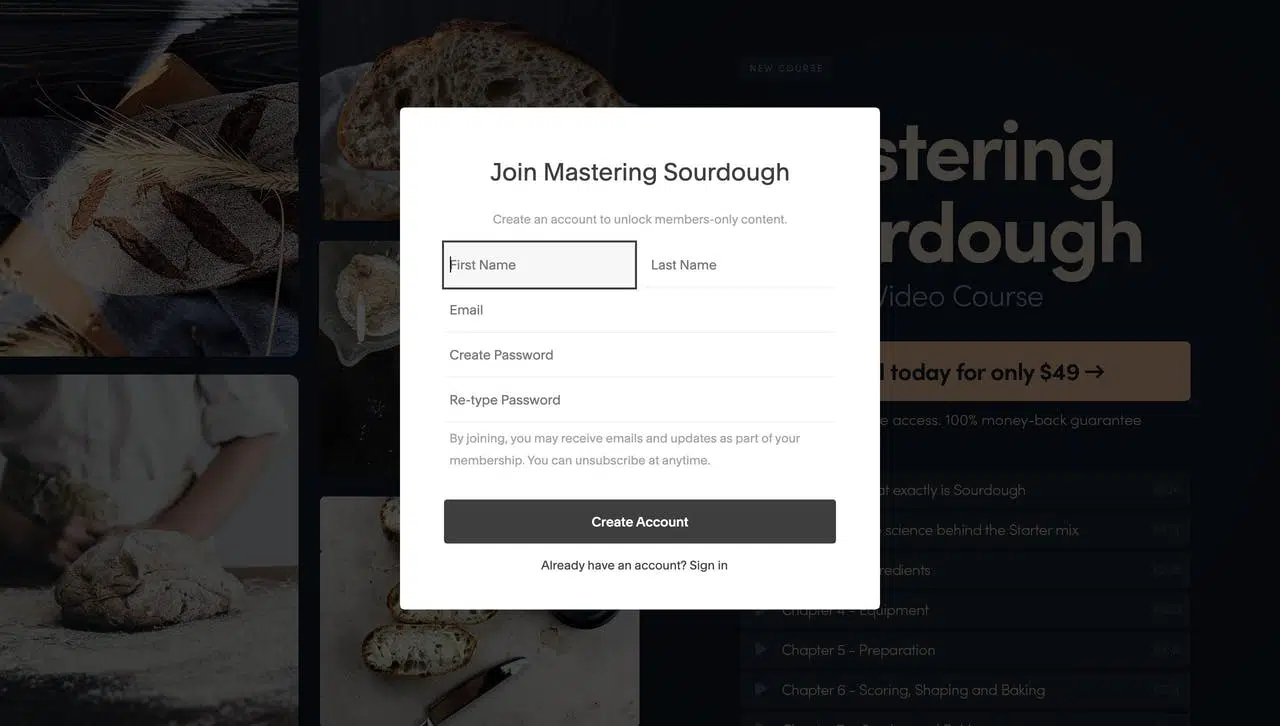 NEW COURSE
stering
rdough
Video Course
today for only $49 →
access. 100% money-back guarantee
exactly is Sourdough
science behind the Starter mix
Chapter 4 - Equipment
Chapter 5 - Preparation
Chapter 6 - Scoring, Shaping and Baking
Join Mastering Sourdough
Create an account to unlock members-only content.
First Name
Last Name
Email
Create Password
Re-type Password
By joining, you may receive emails and updates as part of your
membership. You can unsubscribe at anytime.
Create Account
Already have an account? Sign in